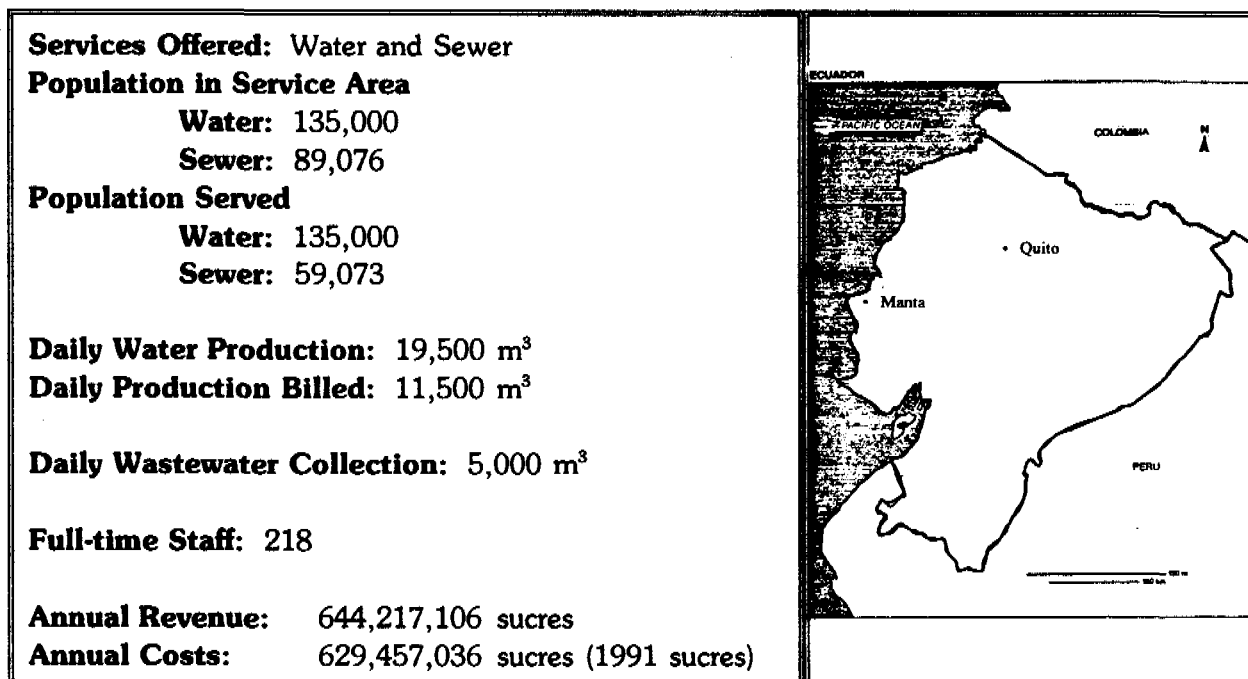 Services Offered: Water and Sewer
Population in Service Area
Water: 135,000
Sewer: 89,076
Population Served
Water: 135,000
Sewer: 59,073
Daily Water Production: 19,500 m³
Daily Production Billed: 11,500 m³
Daily Wastewater Collection: 5,000 m³
Full-time Staff: 218
Annual Revenue: 644,217,106 sucres
Annual Costs: 629,457,036 sucres (1991 sucres)
ECUADOR
PACIFIC OCEAN
COLOMBIA
N
Quito
Manta
PERU